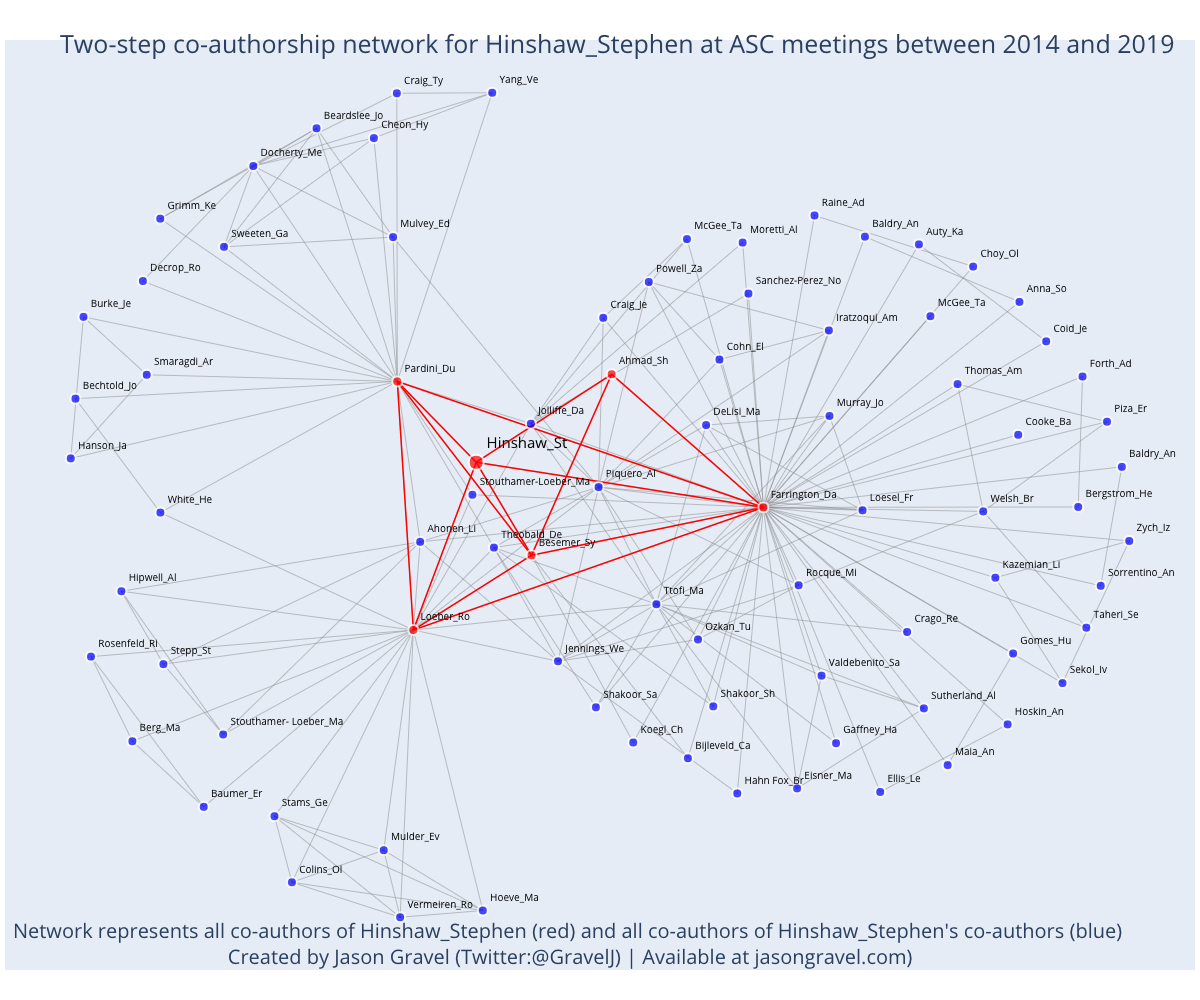 Two-step co-authorship network for Hinshaw_Stephen at ASC meetings between 2014 and 2019
Craig_Ty
Yang_Ve
Beardslee_Jo
Cheon_Hy
Docherty_Me
Grimm_Ke
Sweeten_Ga
Mulvey_Ed
Raine_Ad
Baldry_An
Auty_Ka
McGee_Ta
Moretti_Al
Choy_Ol
Decrop_Ro
Powell_Za
Sanchez-Perez_No
Anna_So
Burke_Je
Craig_Je
McGee_Ta
Iratzoqui_Am
Coid_Je
Smaragdi_Ar
Pardini_Du
Ahmad_Sh
Cohn_El
Thomas_Am
Forth_Ad
Bechtold_Jo
Jolliffe_Da
DeLisi_Ma
Murray_Jo
Cooke_Ba
Piza_Er
Hanson_Ja
Hinshaw_St
Baldry_An
Stouthamer-Loeber_Ma
Piquero_Al
White_He
Farrington_Da
Loesel_Fr
Welsh_Br
Bergstrom_He
Ahonen_Li
Theobald_De
Besemer_Sy
Zych_Iz
Hipwell_Al
Ttofi_Ma
Rocque_Mi
Kazemian_Li
Sorrentino_An
Loeber_Ro
Ozkan_Tu
Crago_Re
Taheri_Se
Rosenfeld_Ri
Stepp_St
Jennings_We
Valdebenito_Sa
Gomes_Hu
Sekol_Iv
Berg_Ma
Stouthamer- Loeber_Ma
Shakoor_Sa
Shakoor_Sh
Sutherland_Al
Hoskin_An
Koegl_Ch
Bijleveld_Ca
Gaffney_Ha
Maia_An
Baumer_Er
Stams_Ge
Hahn Fox_Br
Eisner_Ma
Ellis_Le
Mulder_Ev
Colins_Ol
Vermeiren_Ro
Hoeve_Ma
Network represents all co-authors of Hinshaw_Stephen (red) and all co-authors of Hinshaw_Stephen's co-authors (blue)
Created by Jason Gravel (Twitter:@GravelJ) | Available at jasongravel.com)